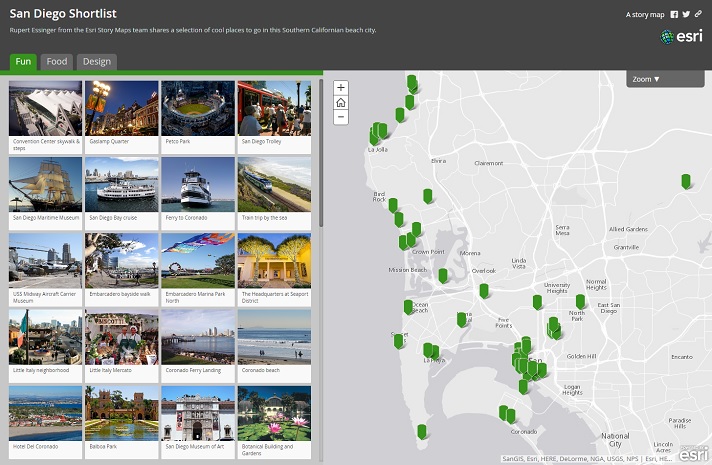 San Diego Shortlist
Rupert Essinger from the Esri Story Maps team shares a selection of cool places to go in this Southern Californian beach city.
A story map
esri
Fun
Food
Design
Convention Center skywalk &
steps
Gaslamp Quarter
Petco Park
San Diego Trolley
San Diego Maritime Museum
San Diego Bay cruise
Ferry to Coronado
Train trip by the sea
USS Midway Aircraft Carrier
Museum
Embarcadero bayside walk
Embarcadero Marina Park
North
The Headquarters at Seaport
District
Little Italy neighborhood
Little Italy Mercato
Coronado Ferry Landing
Coronado beach
Hotel Del Coronado
Balboa Park
San Diego Museum of Art
Botanical Building and
Gardens
+
−
Zoom ▼
La Jolla
Elvira
Clairemont
Bird
Rock
Serra
Mesa
Allied Gardens
Grantville
Crown Point
Morena
Linda
Vista
Mission Beach
Overlook
University
Heights
Normal
Heights
Ocean
Beach
North
Park
East San
Diego
Five
Points
Golden Hill
Encanto
Logan
Heights
Coronado
National
City
Paradise
Hills
Lincoln
Acres
SanGIS, Esri, HERE, DeLorme, NGA, USGS, NPS | Esri, HE...
esri